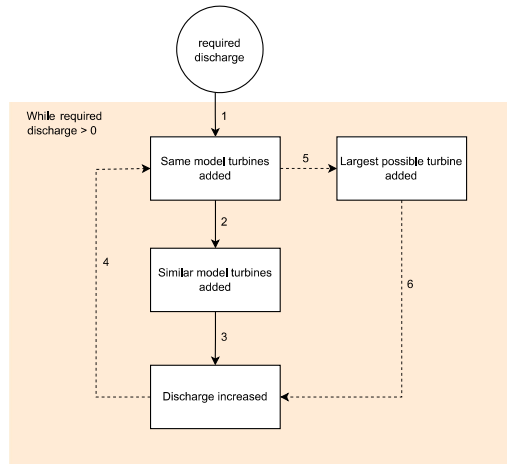 required
discharge
While required
discharge > 0
1
Same model turbines
added
5
Largest possible turbine
added
2
4
Similar model turbines
added
6
3
Discharge increased